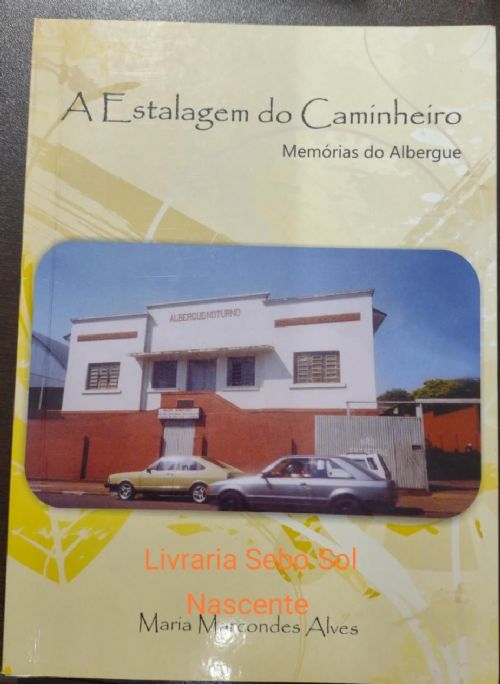 A Estalagem do Caminheiro
Memórias do Albergue
ALBERGUE NOTURNO
Livraria Sebo Sol
Nascente
Maria Marcondes Alves